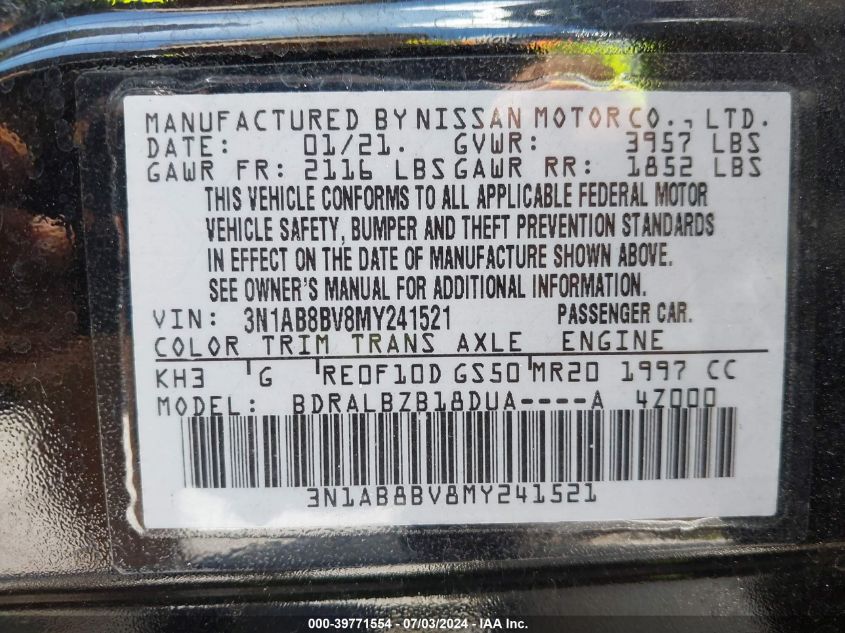 MANUFACTURED BY NISSAN MOTOR CO., LTD.
DATE: 01/21. GVWR: 3957 LBS
GAWR FR: 2116 LBS GAWR RR: 1852 LBS
THIS VEHICLE CONFORMS TO ALL APPLICABLE FEDERAL MOTOR
VEHICLE SAFETY, BUMPER AND THEFT PREVENTION STANDARDS
IN EFFECT ON THE DATE OF MANUFACTURE SHOWN ABOVE.
SEE OWNER'S MANUAL FOR ADDITIONAL INFORMATION.
VIN: 3N1AB8BV8MY241521 PASSENGER CAR.
COLOR TRIM TRANS AXLE ENGINE
KH3 G RE0F10D GS50 MR20 1997 CC
MODEL: BDRALBZB18DUA----A 4Z000
3N1AB8BV8MY241521
000-39771554 - 07/03/2024 - IAA Inc.